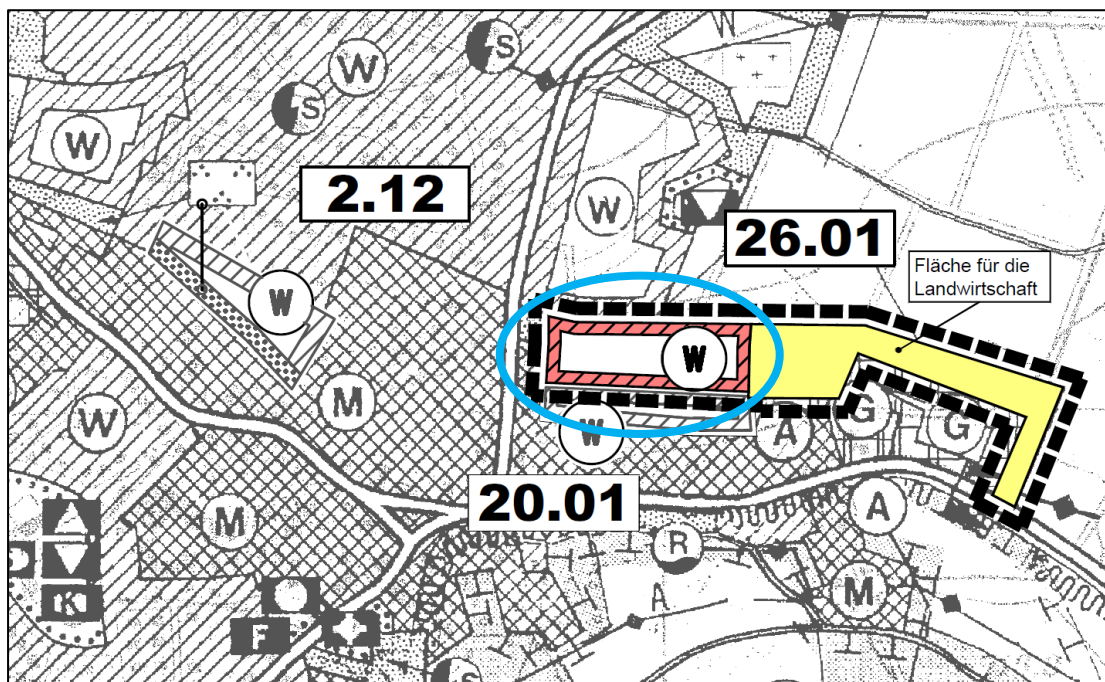 W
S
W
S
W
W
2.12
W
26.01
Fläche für die
Landwirtschaft
W
W
M
W
W
A
G
G
20.01
M
A
R
A
M
K
F
S